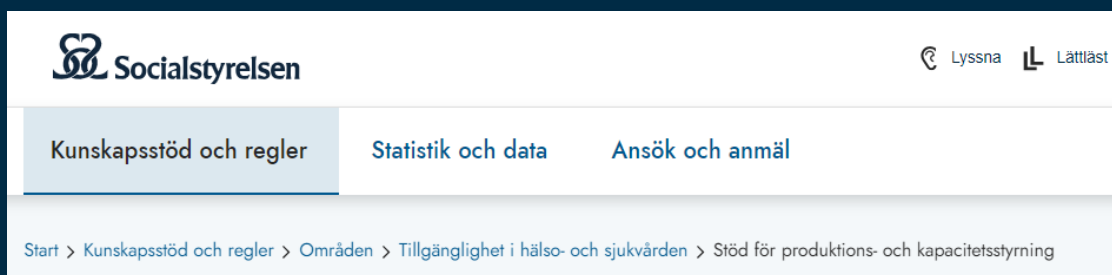 Socialstyrelsen
Lyssna Lättläst
Kunskapsstöd och regler Statistik och data Ansök och anmäl
Start > Kunskapsstöd och regler > Områden > Tillgänglighet i hälso- och sjukvården > Stöd för produktions- och kapacitetsstyrning